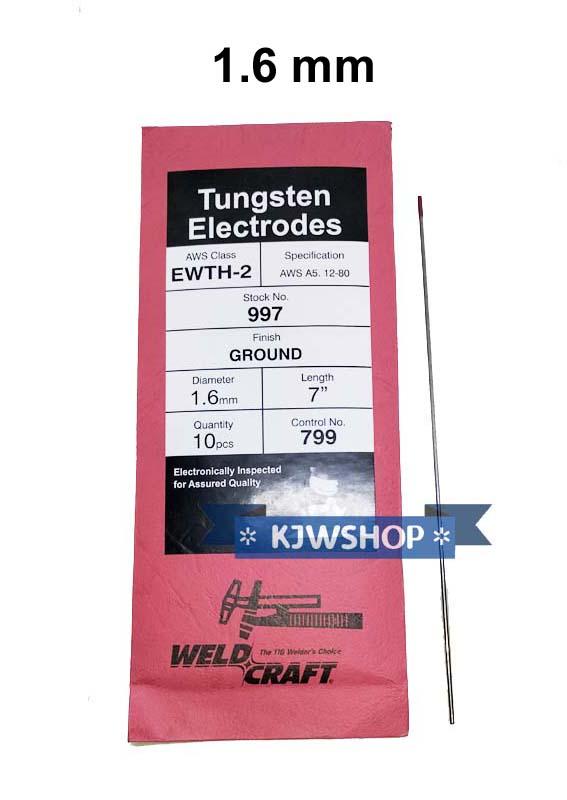 1.6 mm
Tungsten
Electrodes
AWS Class
EWTH-2
Specification
AWS A5. 12-80
Stock No.
997
Finish
GROUND
Diameter
1.6mm
Length
7”
Quantity
10pcs
Control No.
799
Electronically Inspected
for Assured Quality
* KJWSHOP *
WELD
The TIG Welder's Choice
CRAFT®